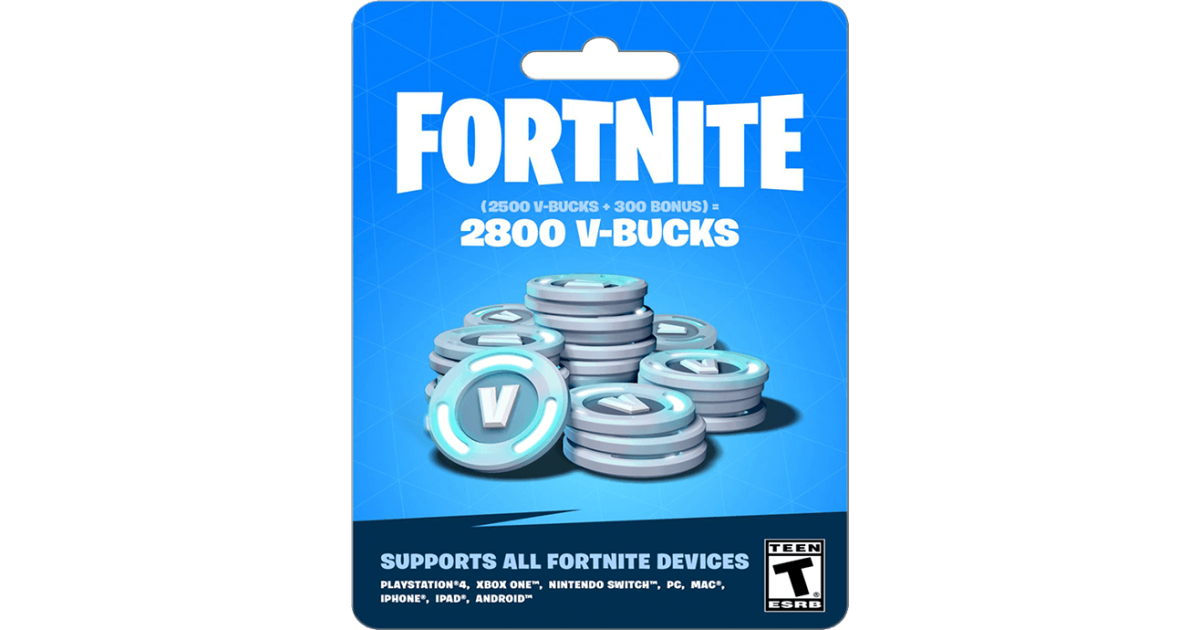 FORTNITE
(2500 V-BUCKS + 300 BONUS) =
2800 V-BUCKS
V
V
V
V
V
V
V
SUPPORTS ALL FORTNITE DEVICES
PLAYSTATION®4, XBOX ONE™, NINTENDO SWITCH™, PC, MAC®,
IPHONE®, IPAD®, ANDROID™
TEEN
T®
ESRB